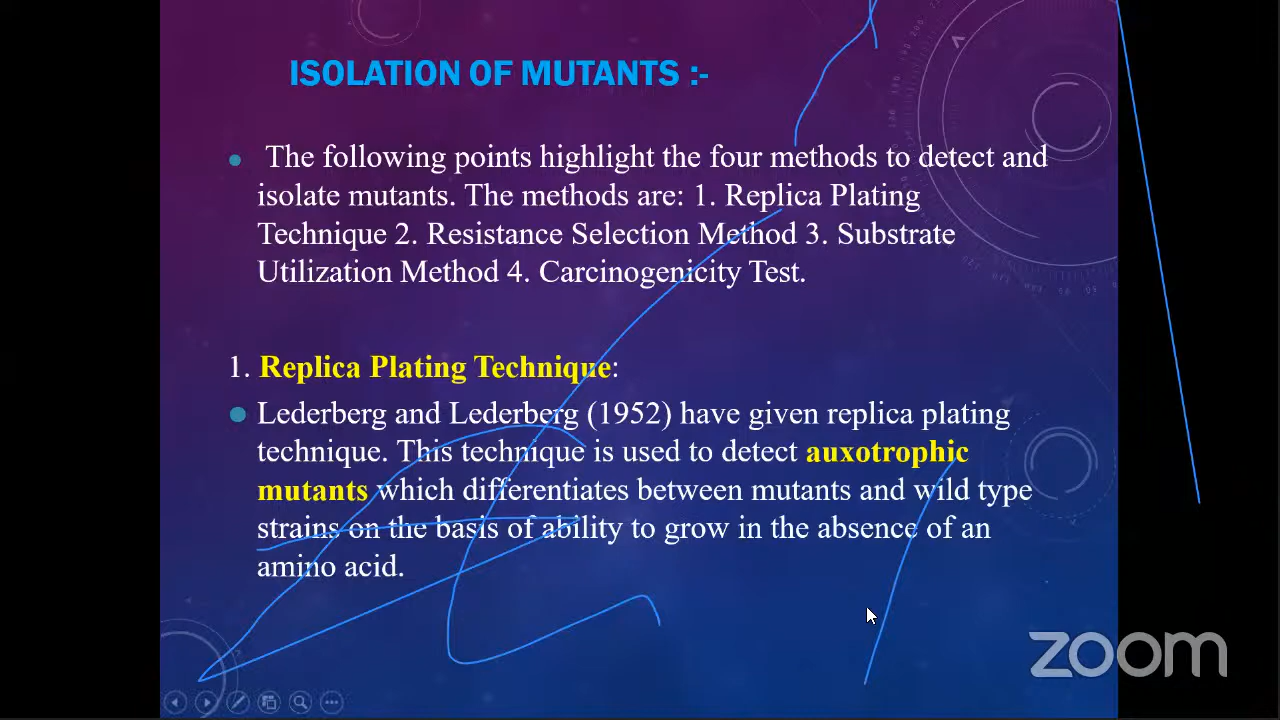 ISOLATION OF MUTANTS :-
The following points highlight the four methods to detect and
isolate mutants. The methods are: 1. Replica Plating
Technique 2. Resistance Selection Method 3. Substrate
Utilization Method 4. Carcinogenicity Test.
1. Replica Plating Technique:
Lederberg and Lederberg (1952) have given replica plating
technique. This technique is used to detect auxotrophic
mutants which differentiates between mutants and wild type
strains on the basis of ability to grow in the absence of an
amino acid.
zoom